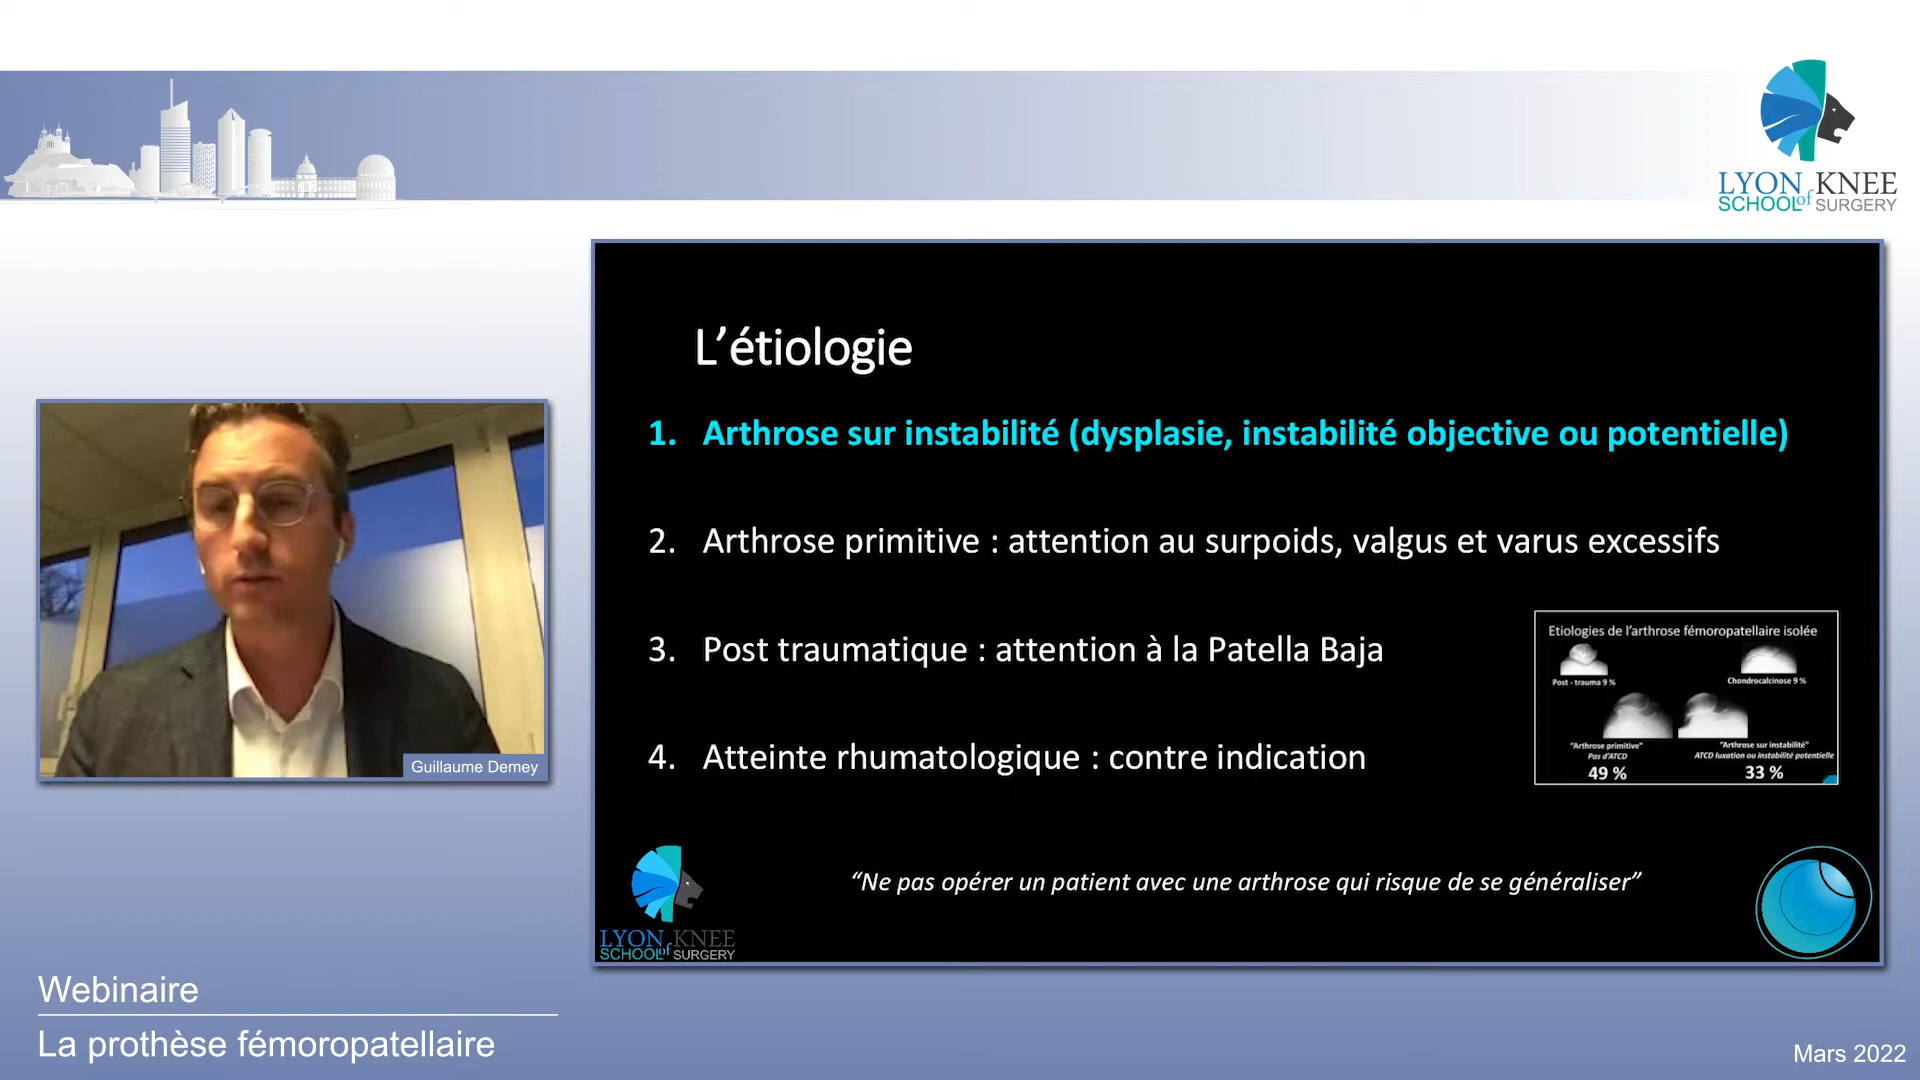 LYON KNEE
SCHOOL of SURGERY
L’étiologie
1. Arthrose sur instabilité (dysplasie, instabilité objective ou potentielle)
2. Arthrose primitive : attention au surpoids, valgus et varus excessifs
3. Post traumatique : attention à la Patella Baja
4. Atteinte rhumatologique : contre indication
Etiologies de l’arthrose fémoropatellaire isolée
Post - trauma 9 %
Chondrocalcinose 9 %
“Arthrose primitive”
Pas d’ATCD
49 %
“Arthrose sur instabilité”
ATCD luxation ou instabilité potentielle
33 %
“Ne pas opérer un patient avec une arthrose qui risque de se généraliser”
LYON KNEE
SCHOOL of SURGERY
Guillaume Demey
Webinaire
La prothèse fémoropatellaire
Mars 2022